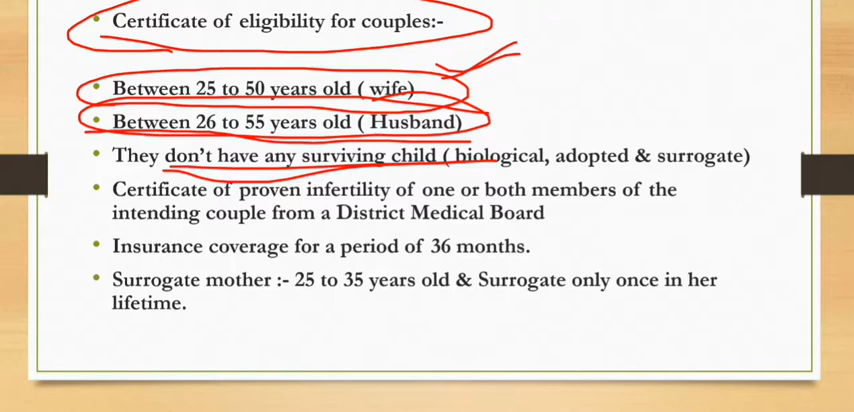 Certificate of eligibility for couples:-
Between 25 to 50 years old ( wife)
Between 26 to 55 years old ( Husband)
They don't have any surviving child ( biological, adopted & surrogate)
Certificate of proven infertility of one or both members of the
intending couple from a District Medical Board
Insurance coverage for a period of 36 months.
Surrogate mother :- 25 to 35 years old & Surrogate only once in her
lifetime.